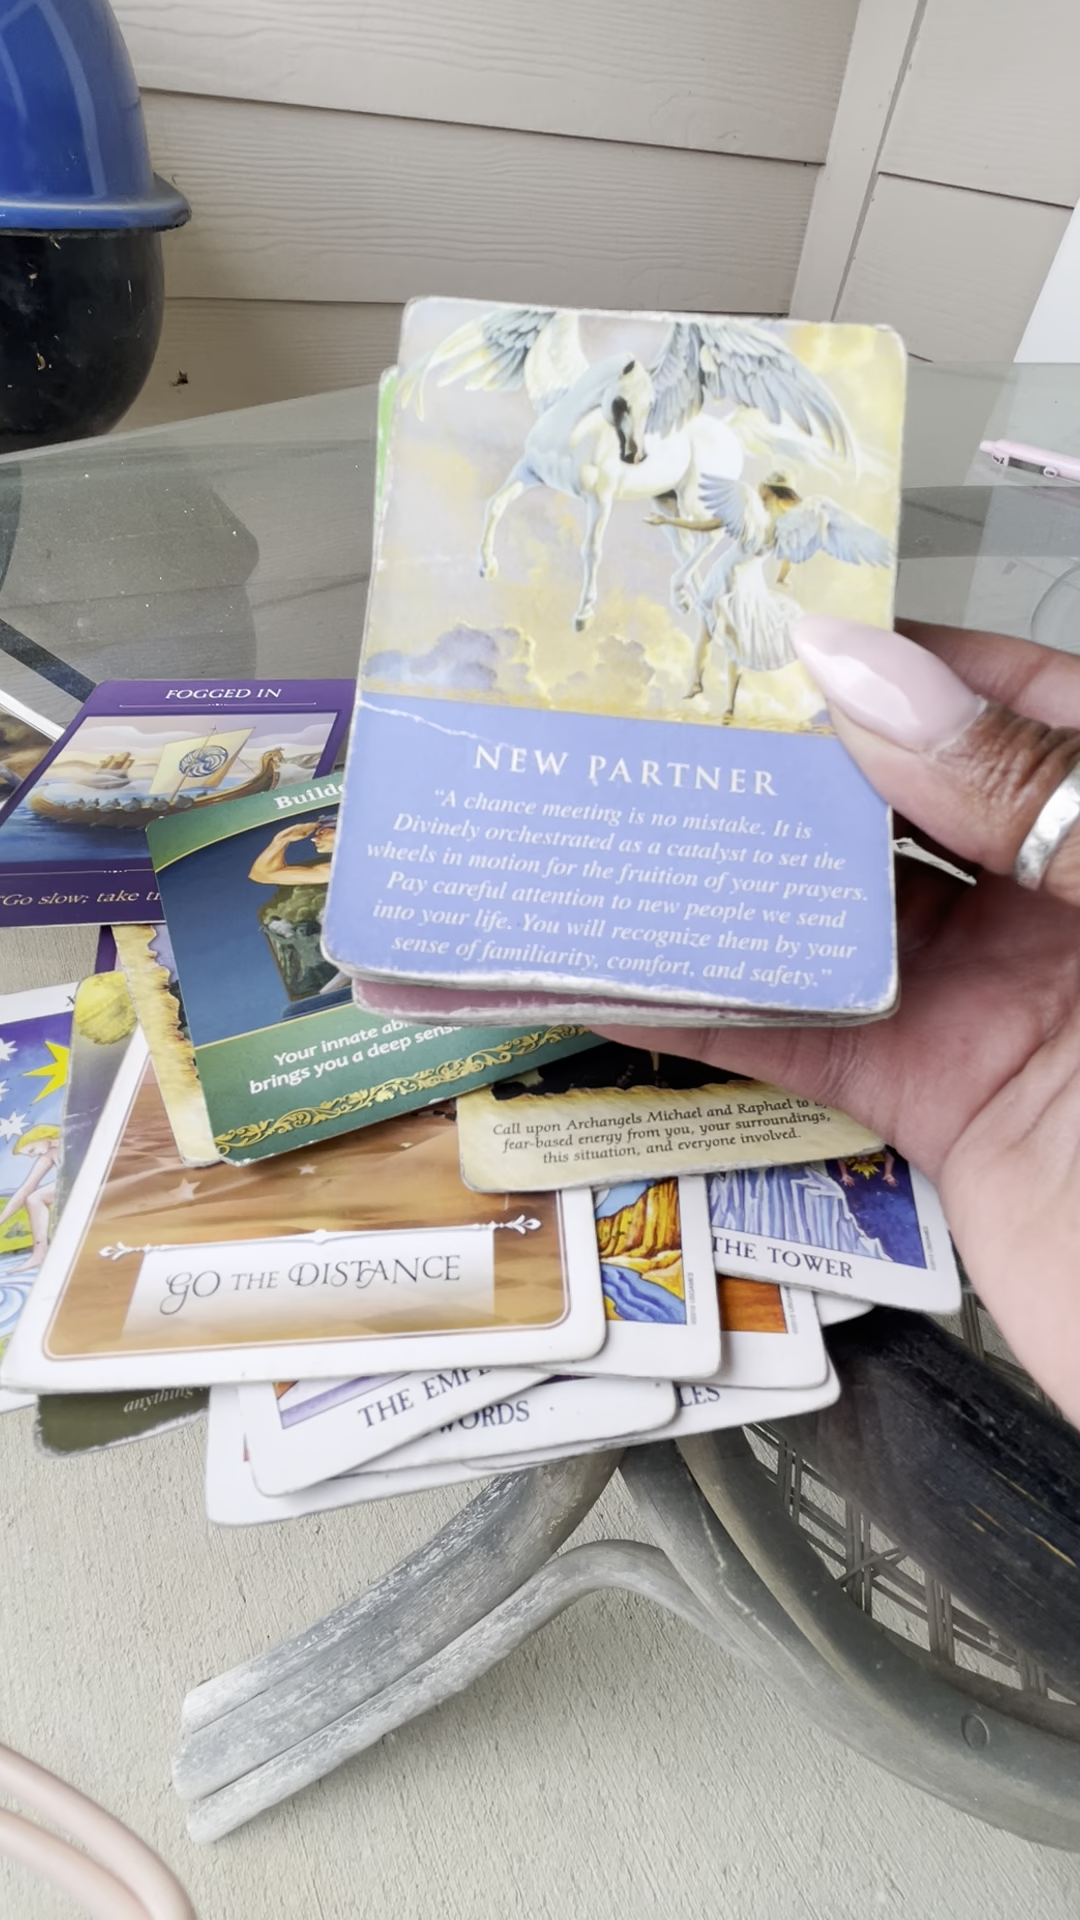 NEW PARTNER
"A chance meeting is no mistake. It is
Divinely orchestrated as a catalyst to set the
wheels in motion for the fruition of your prayers.
Pay careful attention to new people we send
into your life. You will recognize them by your
sense of familiarity, comfort, and safety."
FOGGED IN
"Go slow; take
Builde
Your innate
brings you a deep
Call upon Archangels Michael and Raphael to
fear-based energy from you, your surroundings,
this situation, and everyone involved.
GO THE DISTANCE
THE TOWER
THE EMP
WORDS
LES
anything
X